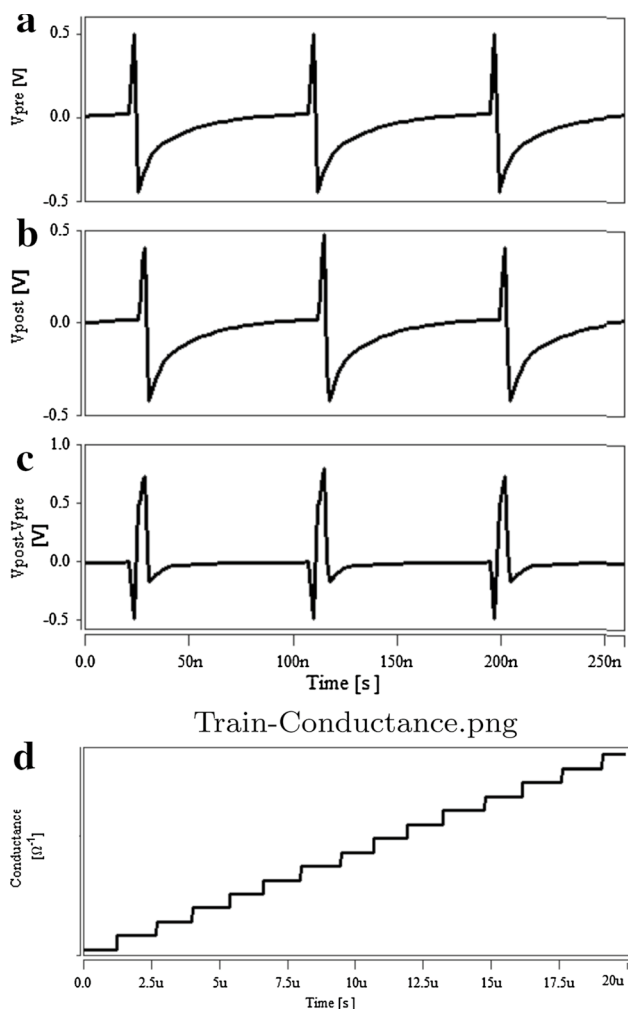 a
Vpre [V]
0.5
0.0
-0.5
b
Vpost [V]
0.5
0.0
-0.5
c
Vpost-Vpre
[V]
1.0
0.5
0.0
-0.5
0.0 50n 100n 150n 200n 250n
Time [s]
Train-Conductance.png
d
Conductance
[Ω-1]
0.0 2.5u 5u 7.5u 10u 12.5u 15u 17.5u 20u
Time [s]